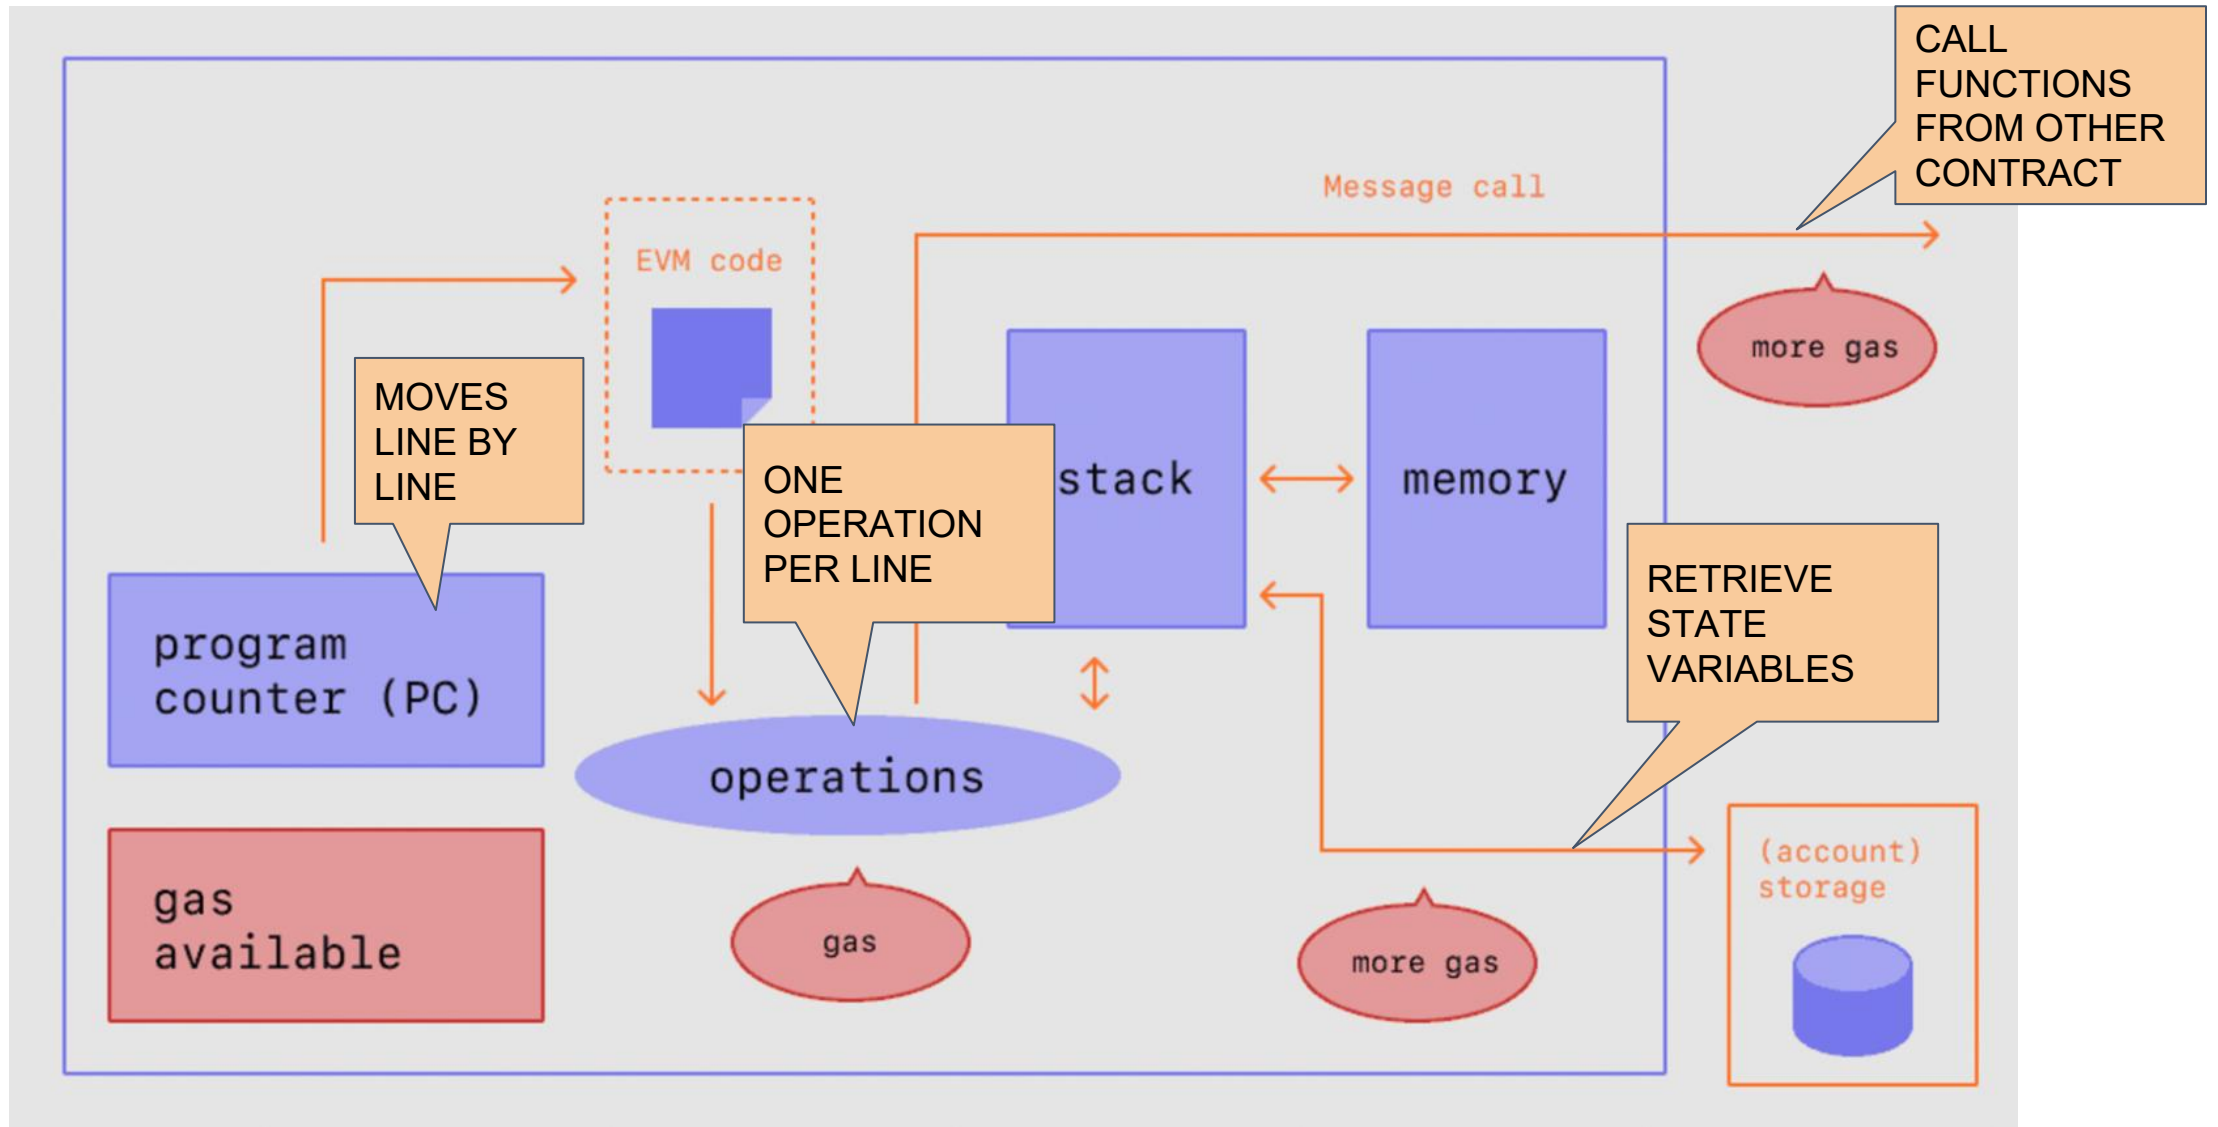 CALL
FUNCTIONS
FROM OTHER
CONTRACT
Message call
EVM code
more gas
MOVES
LINE BY
LINE
ONE
OPERATION
PER LINE
stack
memory
RETRIEVE
STATE
VARIABLES
program
counter (PC)
operations
(account)
storage
gas
available
gas
more gas